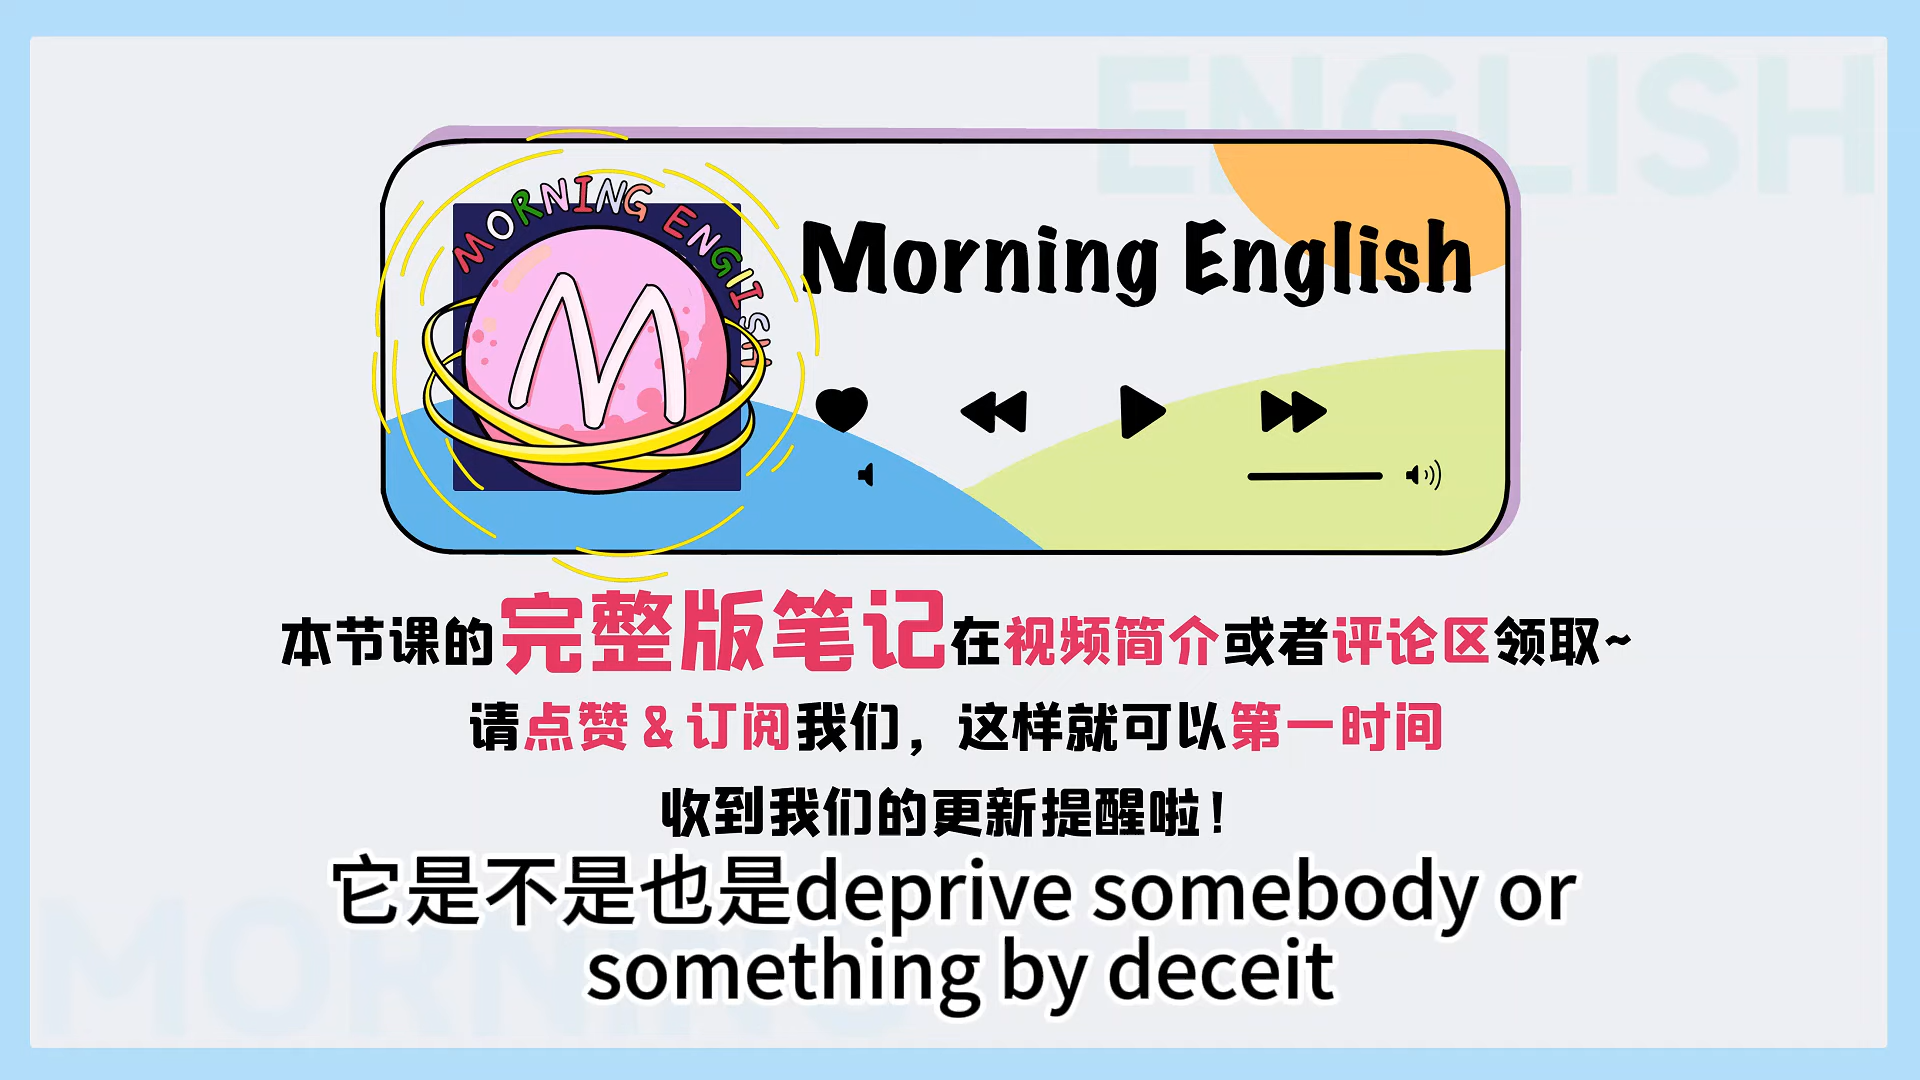 ENGLISH
MORNING ENGLISH
M
Morning English
本节课的完整版笔记在视频简介或者评论区领取~
请点赞&订阅我们，这样就可以第一时间
收到我们的更新提醒啦！
它是不是也是deprive somebody or
something by deceit
MORNING